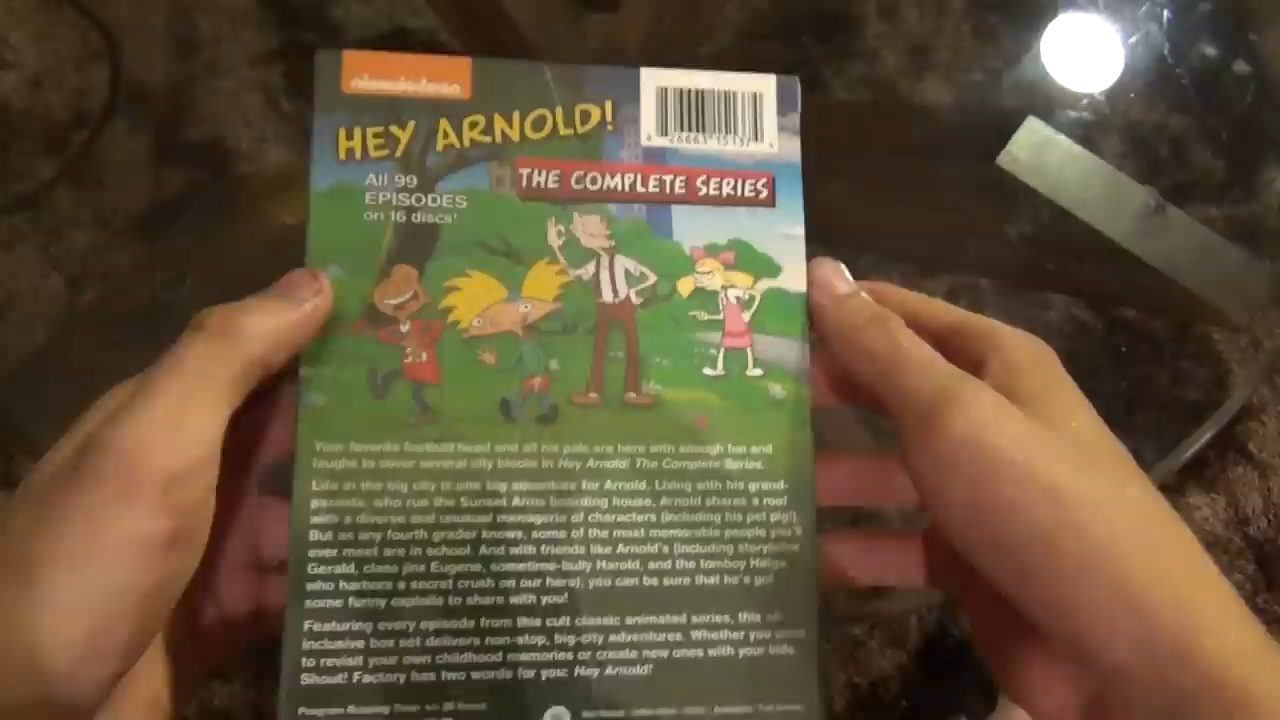 nickelodeon
HEY ARNOLD!
THE COMPLETE SERIES
All 99
EPISODES
on 16 discs!
Your favorite football head and all his pals are here with enough fun and
laughs to cover several city blocks in Hey Arnold! The Complete Series.
Life in the big city is one big adventure for Arnold. Living with his grand-
parents, who run the Sunset Arms boarding house, Arnold shares a roof
with a diverse and unusual menagerie of characters (including his pet pig!).
But as any fourth grader knows, some of the most memorable people you'll
ever meet are in school. And with friends like Arnold's (including storyteller
Gerald, class jinx Eugene, sometime-bully Harold, and the tomboy Helga,
who harbors a secret crush on our hero), you can be sure that he's got
some funny exploits to share with you!
Featuring every episode from this cult classic animated series, this all-
inclusive box set delivers non-stop, big-city adventures. Whether you want
to revisit your own childhood memories or create new ones with your kids
Shout! Factory has two words for you: Hey Arnold!
Program Running Time